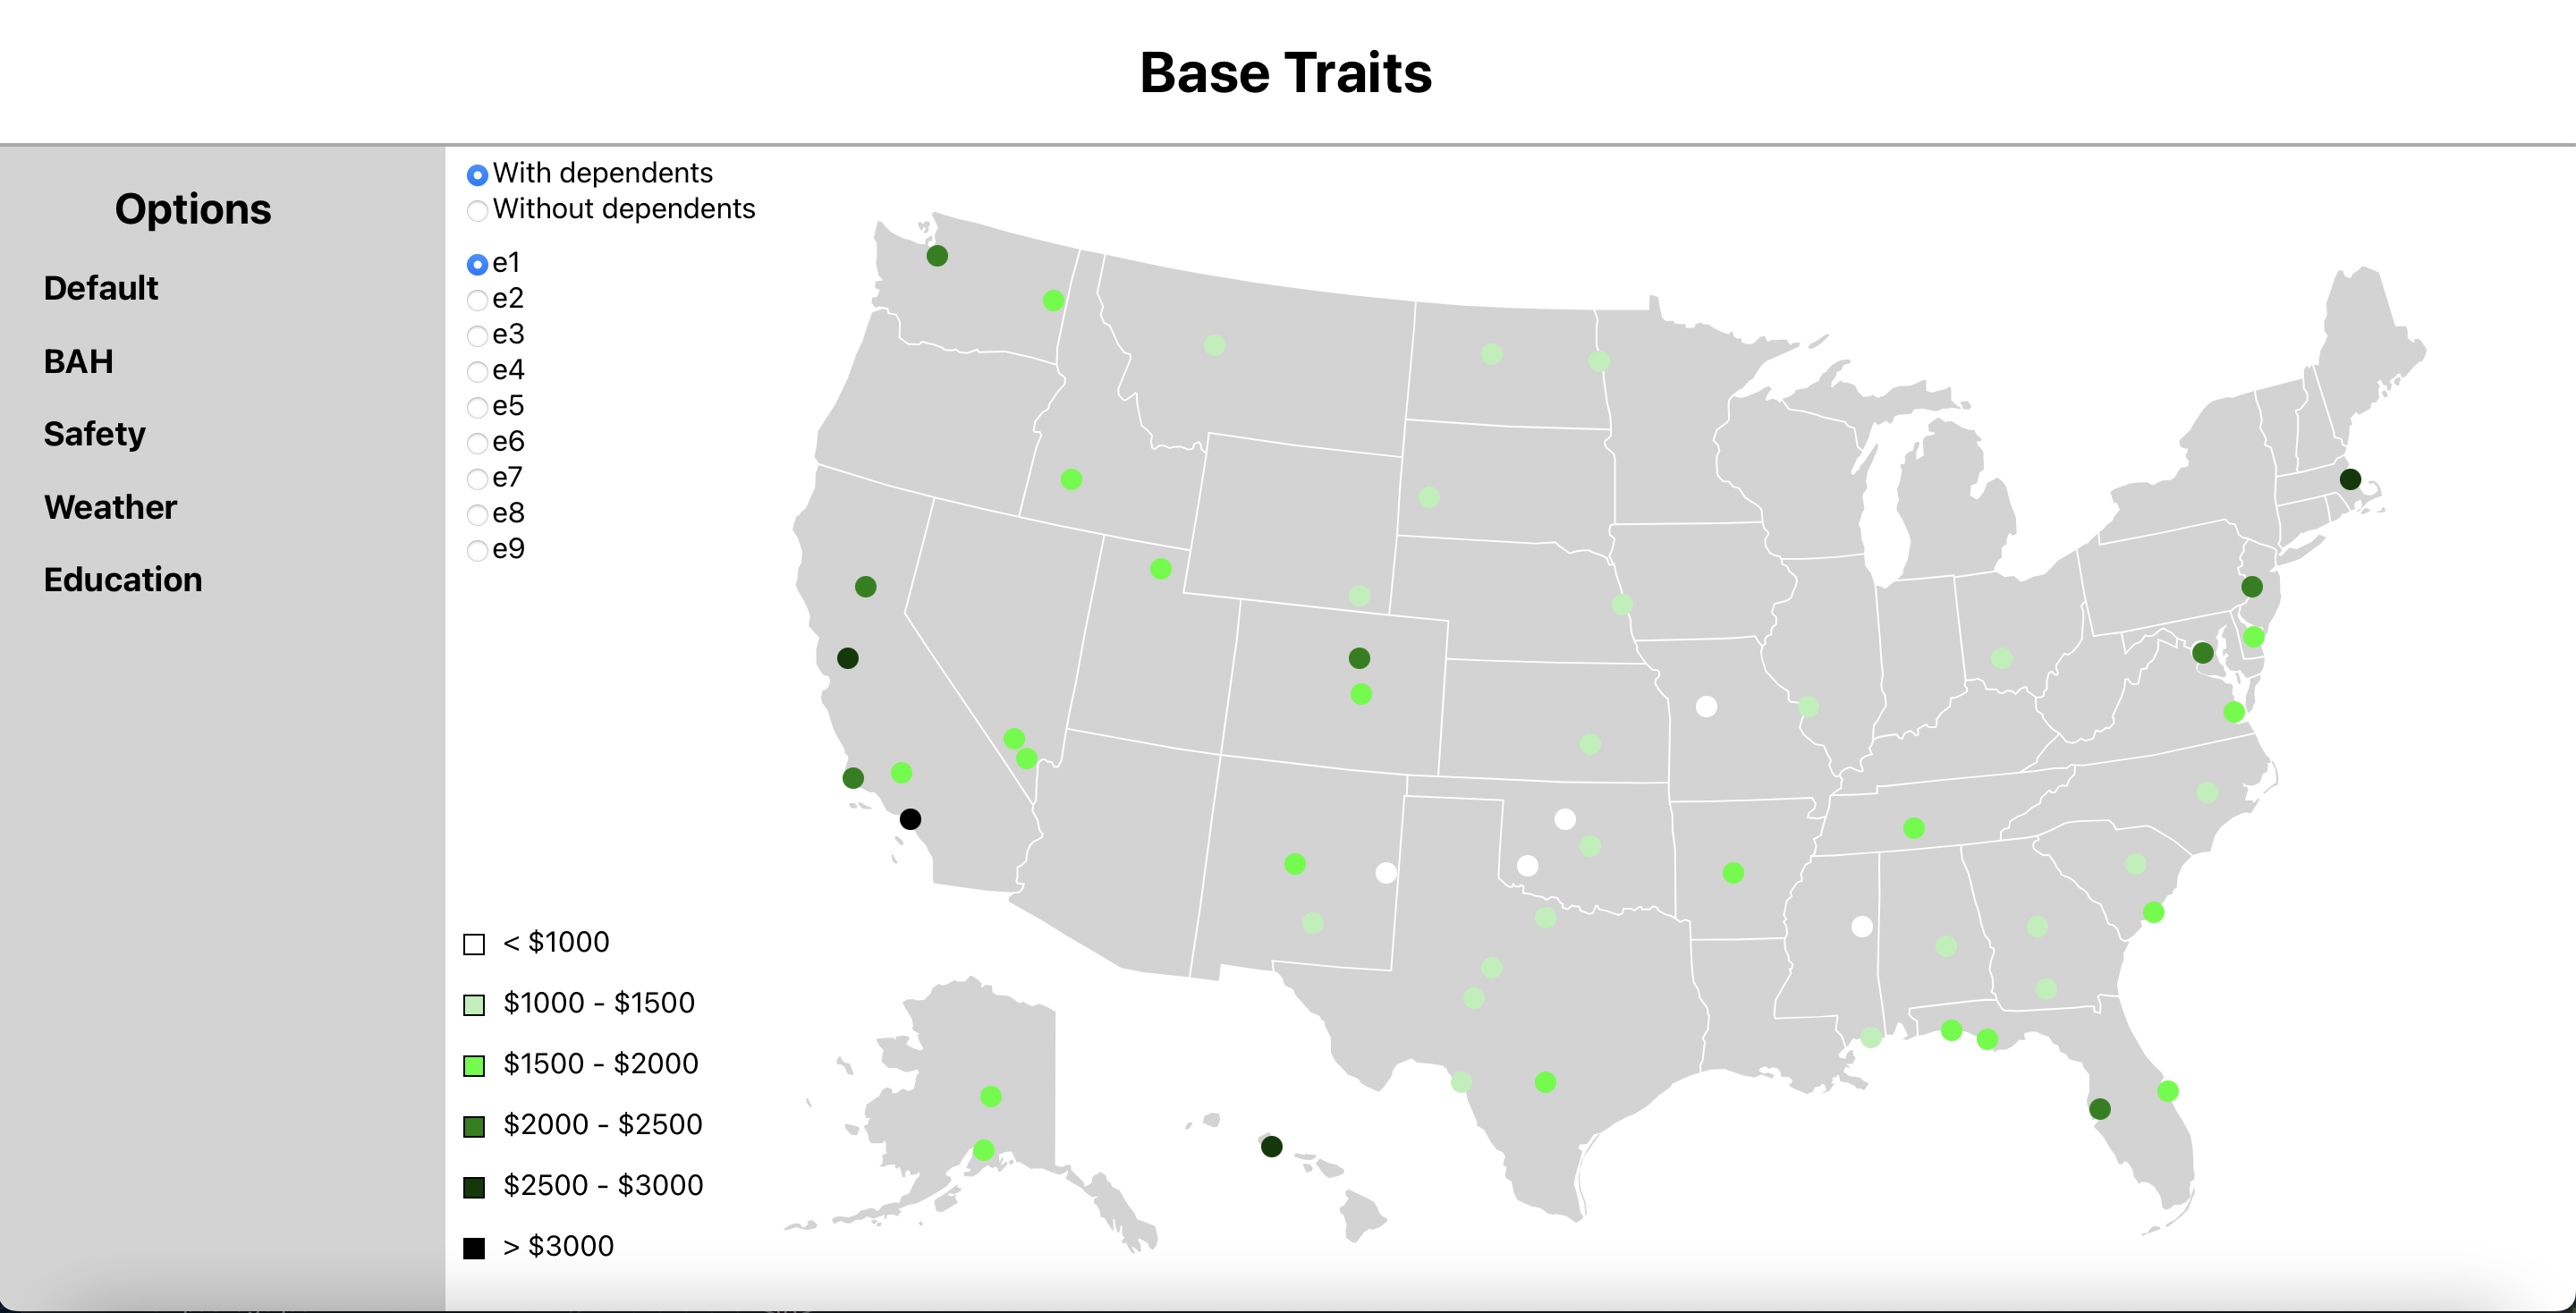 Base Traits
Options
Default
BAH
Safety
Weather
Education
With dependents
Without dependents
e1
e2
e3
e4
e5
e6
e7
e8
e9
< $1000
$1000 - $1500
$1500 - $2000
$2000 - $2500
$2500 - $3000
> $3000